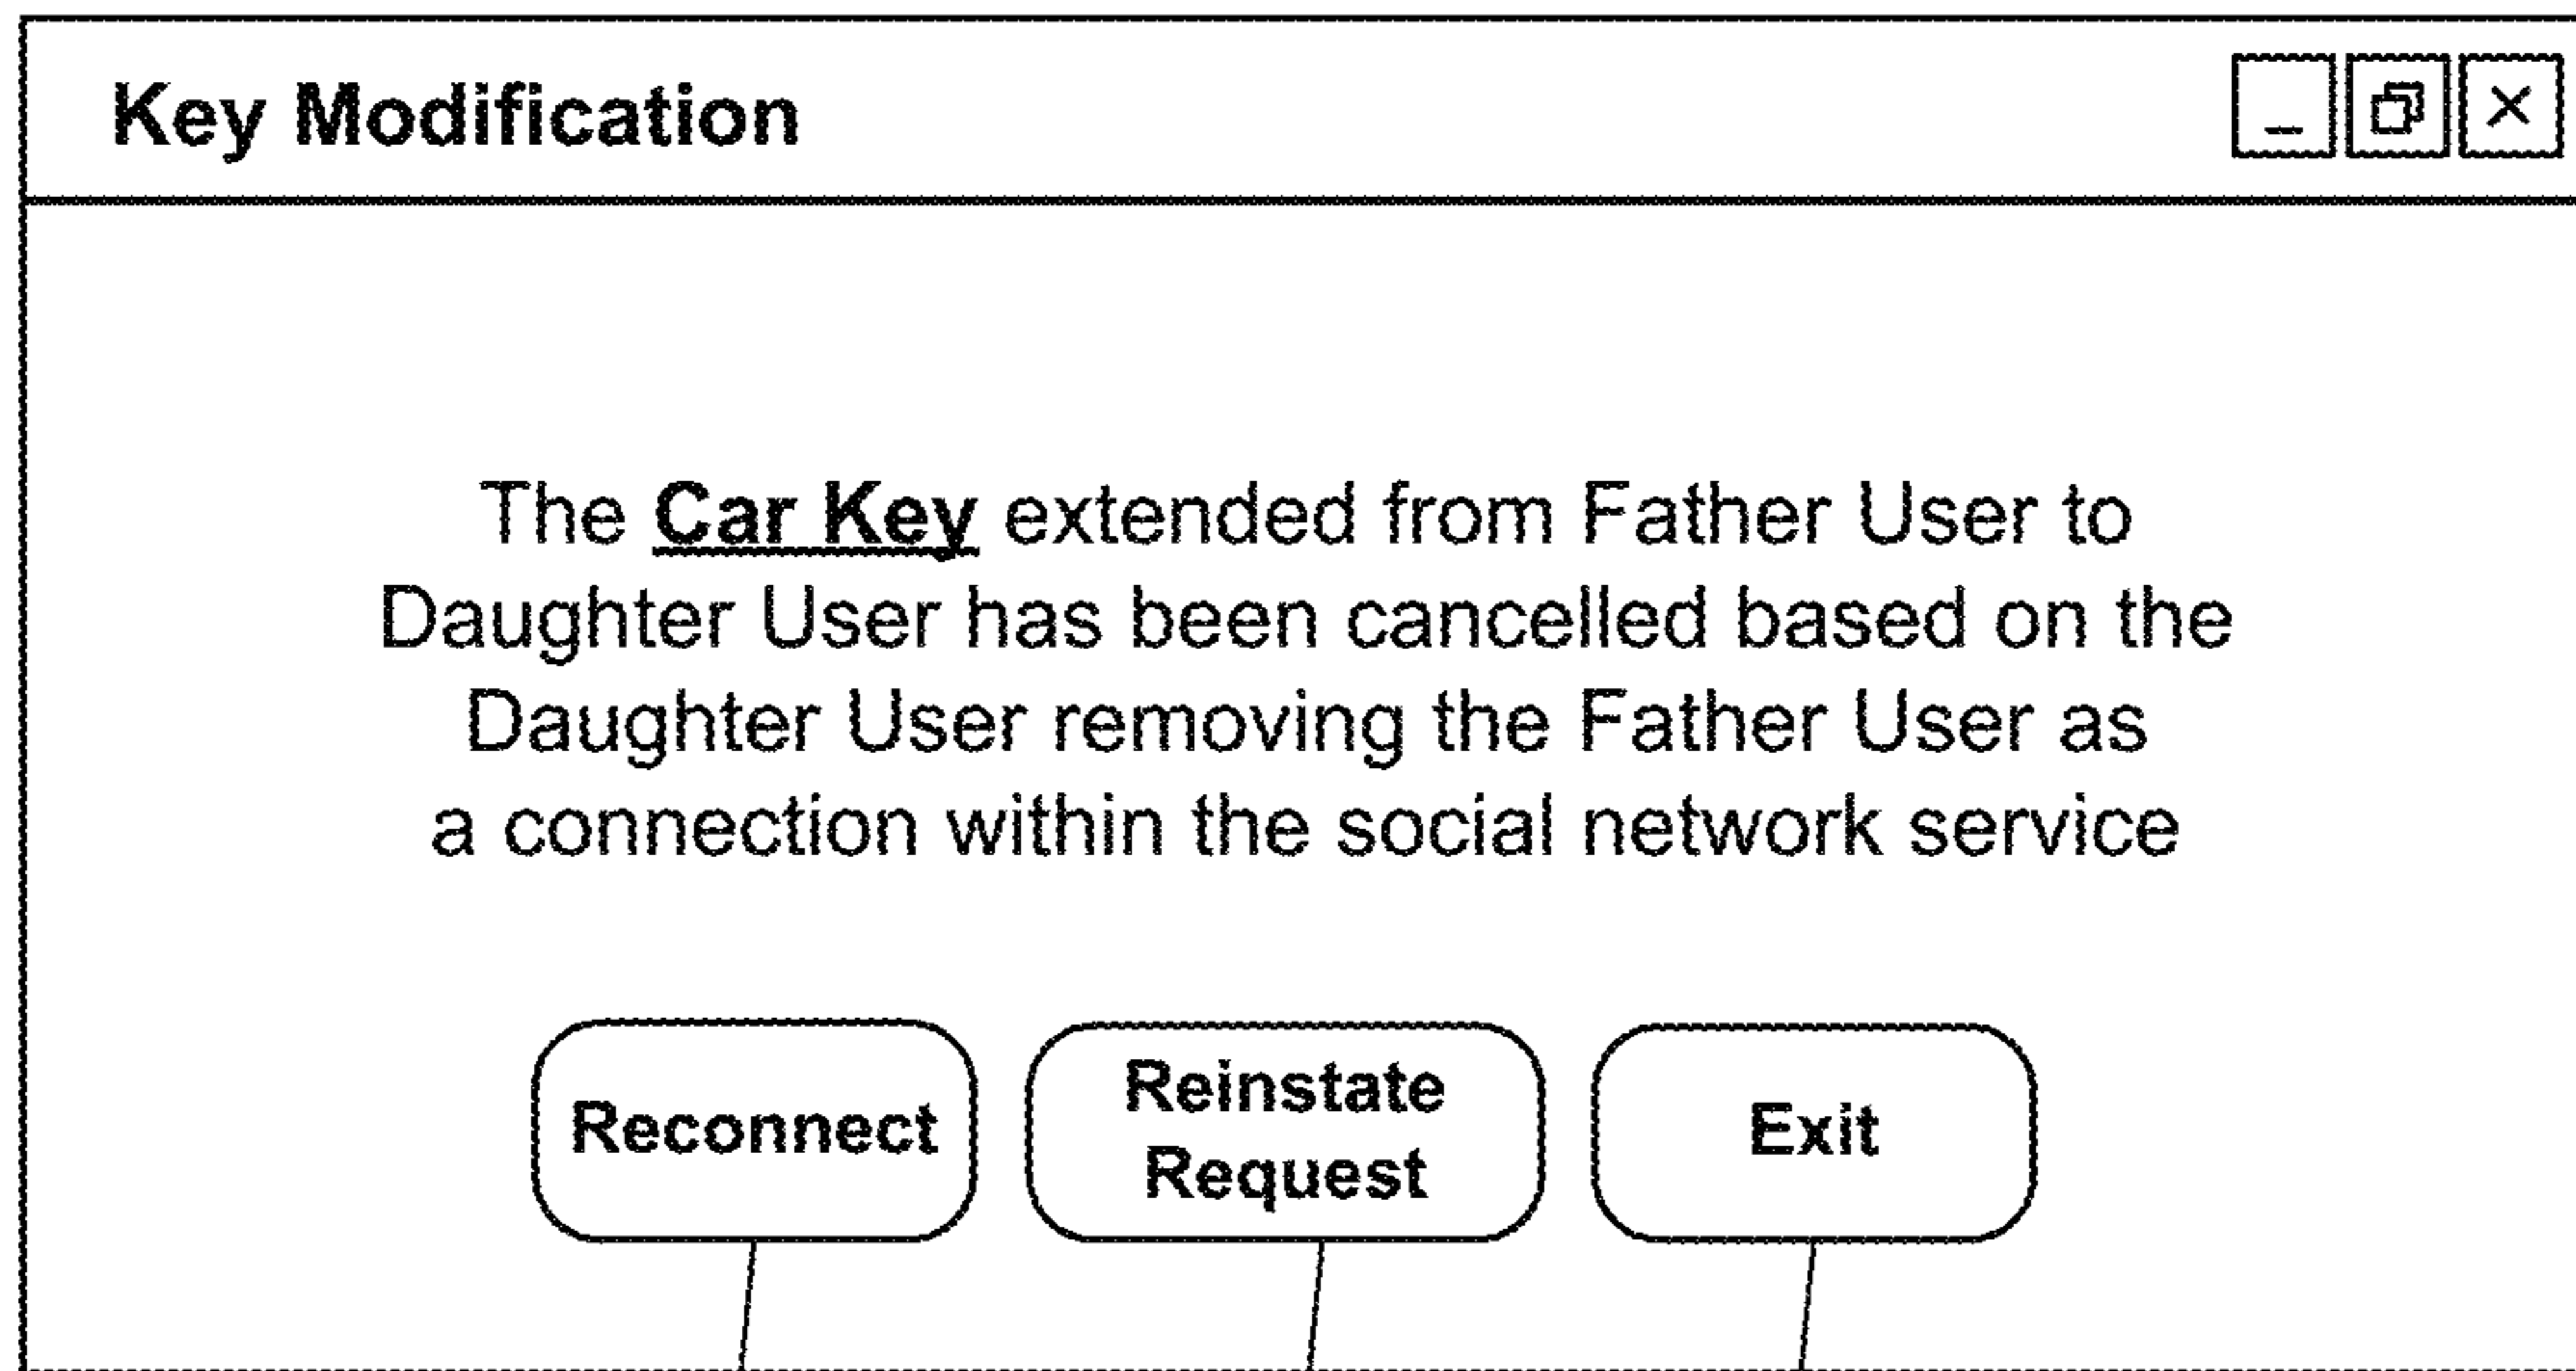 Key Modification
The Car Key extended from Father User to
Daughter User has been cancelled based on the
Daughter User removing the Father User as
a connection within the social network service
Reconnect
Reinstate
Request
Exit